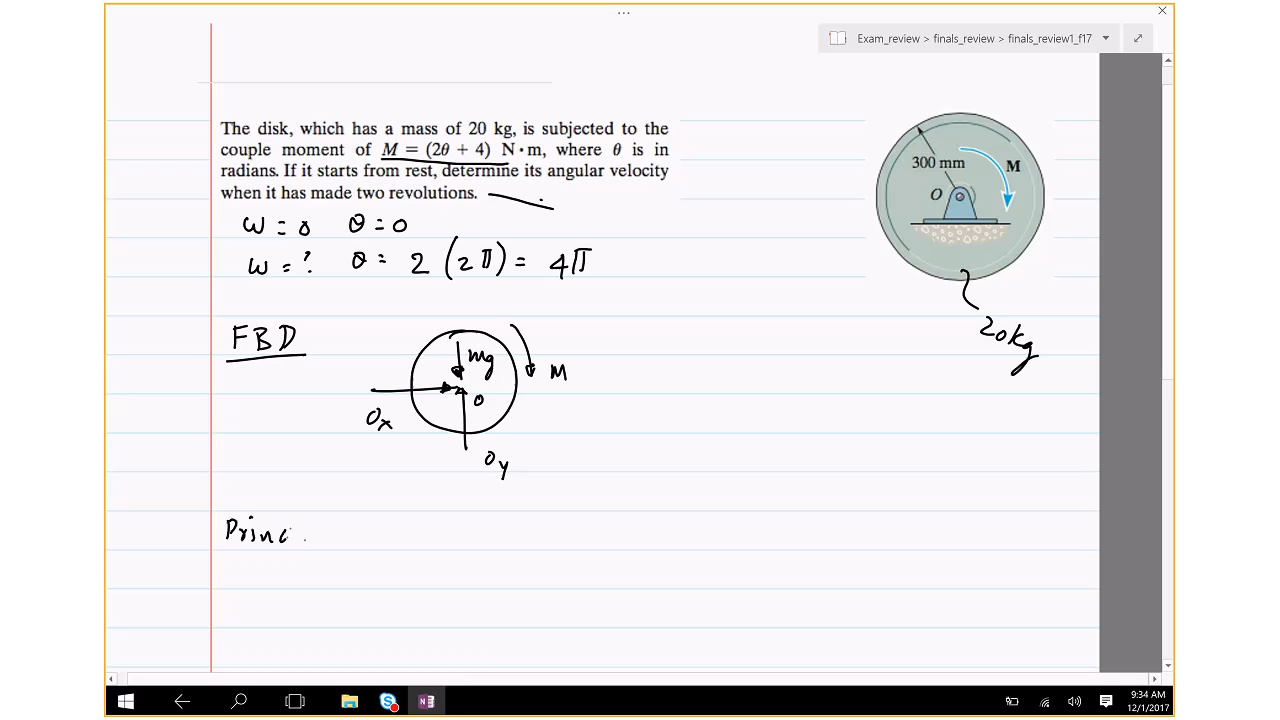 ...
Exam_review > finals_review > finals_review1_f17
The disk, which has a mass of 20 kg, is subjected to the
couple moment of M = (2θ + 4) N·m, where θ is in
radians. If it starts from rest, determine its angular velocity
when it has made two revolutions.
300 mm
M
O
20kg
ω = 0 θ = 0
ω = ? θ = 2 (2π) = 4π
FBD
mg
M
O
Ox
Oy
Princ
N
9:34 AM
12/1/2017